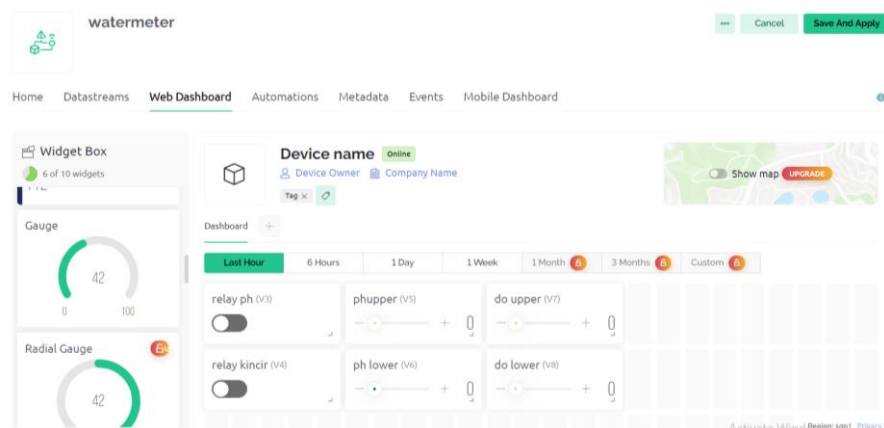 watermeter
Cancel
Save And Apply
Home Datastreams Web Dashboard Automations Metadata Events Mobile Dashboard
Widget Box
6 of 10 widgets
Device name Online
Device Owner Company Name
Tag ×
Show map UPGRADE
Gauge
42
0 100
Radial Gauge
42
Dashboard +
Last Hour 6 Hours 1 Day 1 Week 1 Month 3 Months Custom
relay ph (V3) phupper (V5) do upper (V7)
− + 0 − + 0
relay kincir (V4) ph lower (V6) do lower (V8)
− + 0 − + 0
Region: sgp1 Privacy